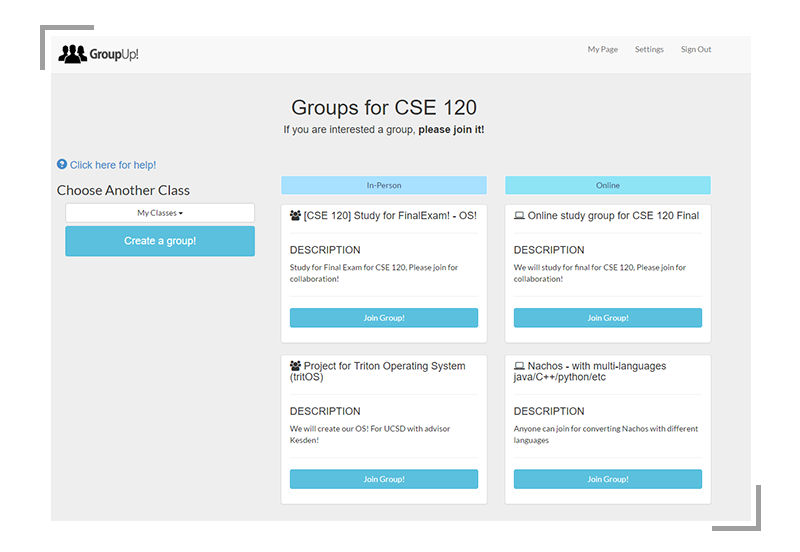 GroupUp!
My Page Settings Sign Out
Groups for CSE 120
If you are interested a group, please join it!
Click here for help!
Choose Another Class
My Classes
Create a group!
In-Person
[CSE 120] Study for FinalExam! - OS!
DESCRIPTION
Study for Final Exam for CSE 120, Please join for
collaboration!
Join Group!
Project for Triton Operating System
(tritOS)
DESCRIPTION
We will create our OS! For UCSD with advisor
Kesden!
Join Group!
Online
Online study group for CSE 120 Final
DESCRIPTION
We will study for final for CSE 120, Please join for
collaboration!
Join Group!
Nachos - with multi-languages
java/C++/python/etc
DESCRIPTION
Anyone can join for converting Nachos with different
languages
Join Group!